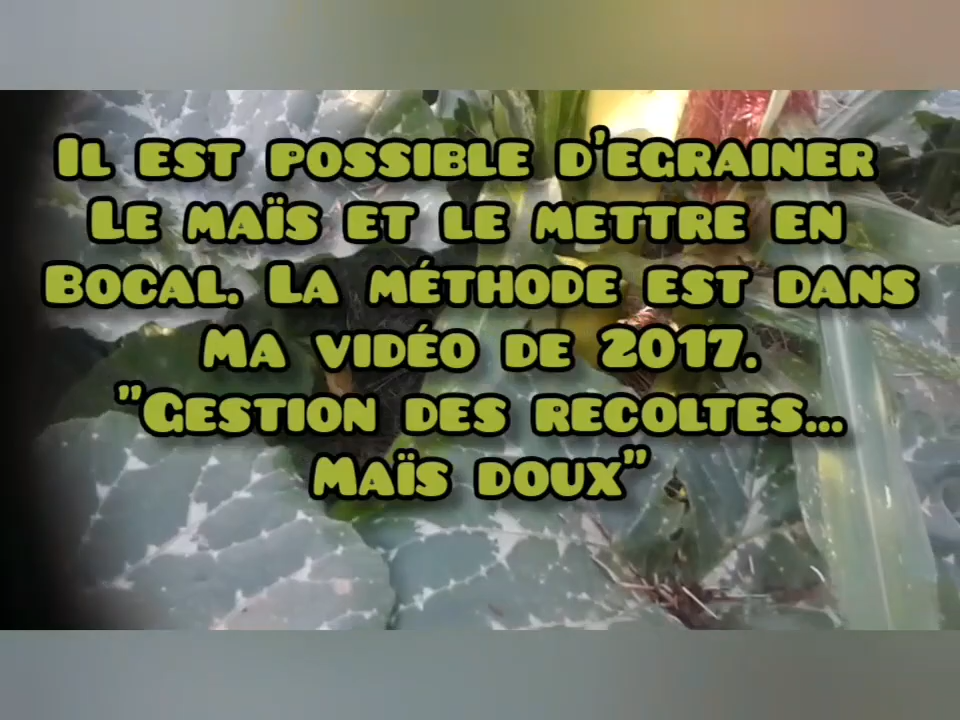 Il est possible d'egrainer
Le maïs et le mettre en
Bocal. La méthode est dans
Ma vidéo de 2017.
"Gestion des recoltes...
Maïs doux"